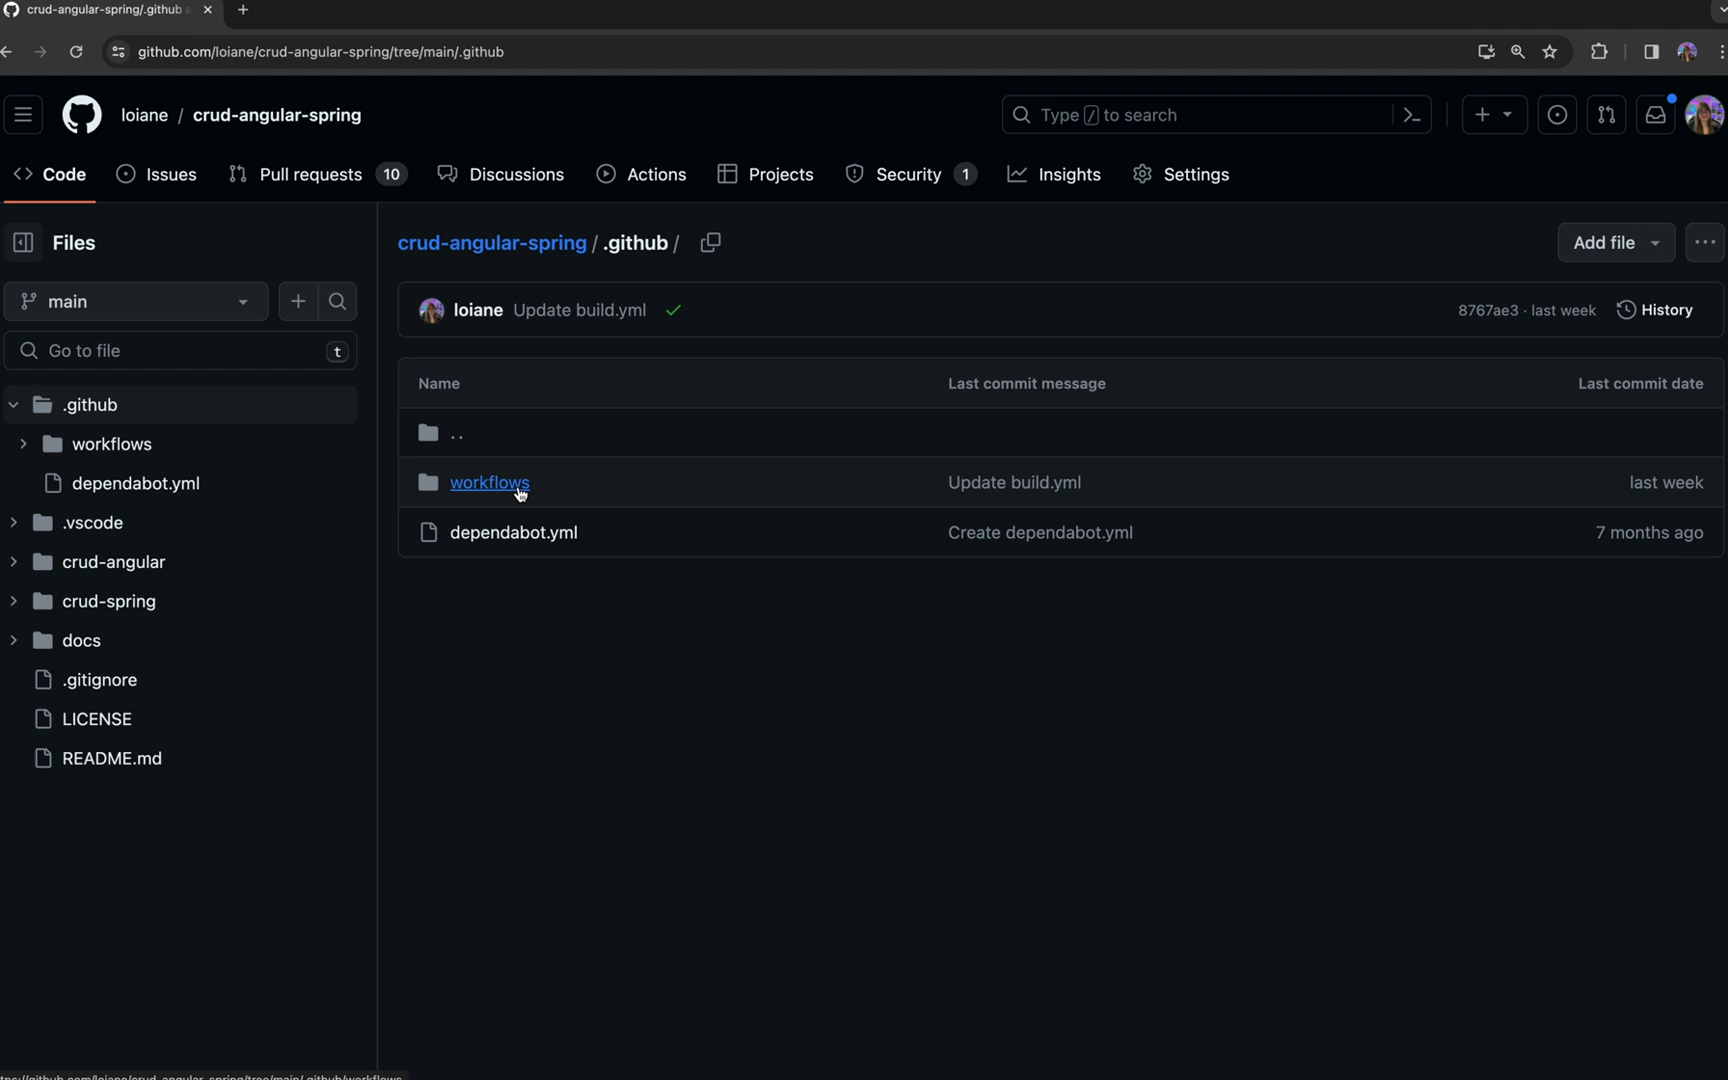 crud-angular-spring/.github
github.com/loiane/crud-angular-spring/tree/main/.github
loiane / crud-angular-spring
Type / to search
<> Code
Issues
Pull requests 10
Discussions
Actions
Projects
Security 1
Insights
Settings
Files
main
Go to file
t
.github
workflows
dependabot.yml
.vscode
crud-angular
crud-spring
docs
.gitignore
LICENSE
README.md
crud-angular-spring / .github /
Add file
loiane Update build.yml
8767ae3 · last week
History
Name Last commit message Last commit date
..
workflows Update build.yml last week
dependabot.yml Create dependabot.yml 7 months ago